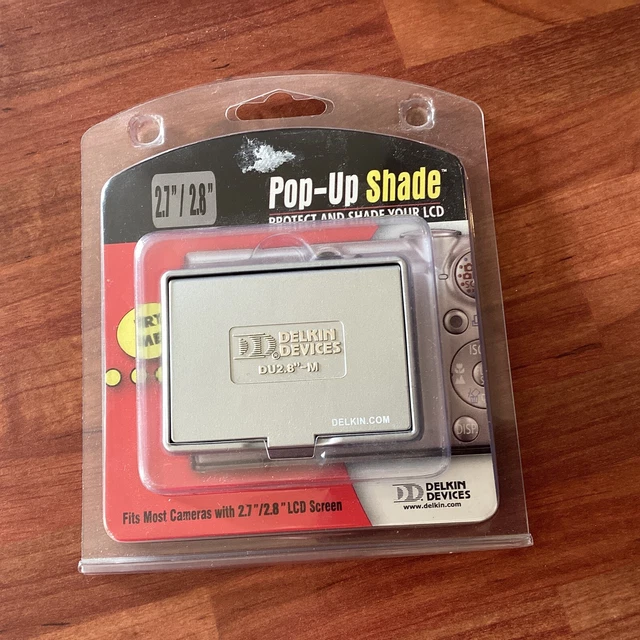 2.7"/2.8"
Pop-Up Shade™
PROTECT AND SHADE YOUR LCD
DELKIN
DEVICES
DU2.8"-M
DELKIN.COM
ISO
DISP
Fits Most Cameras with 2.7"/2.8" LCD Screen
DELKIN
DEVICES
www.delkin.com